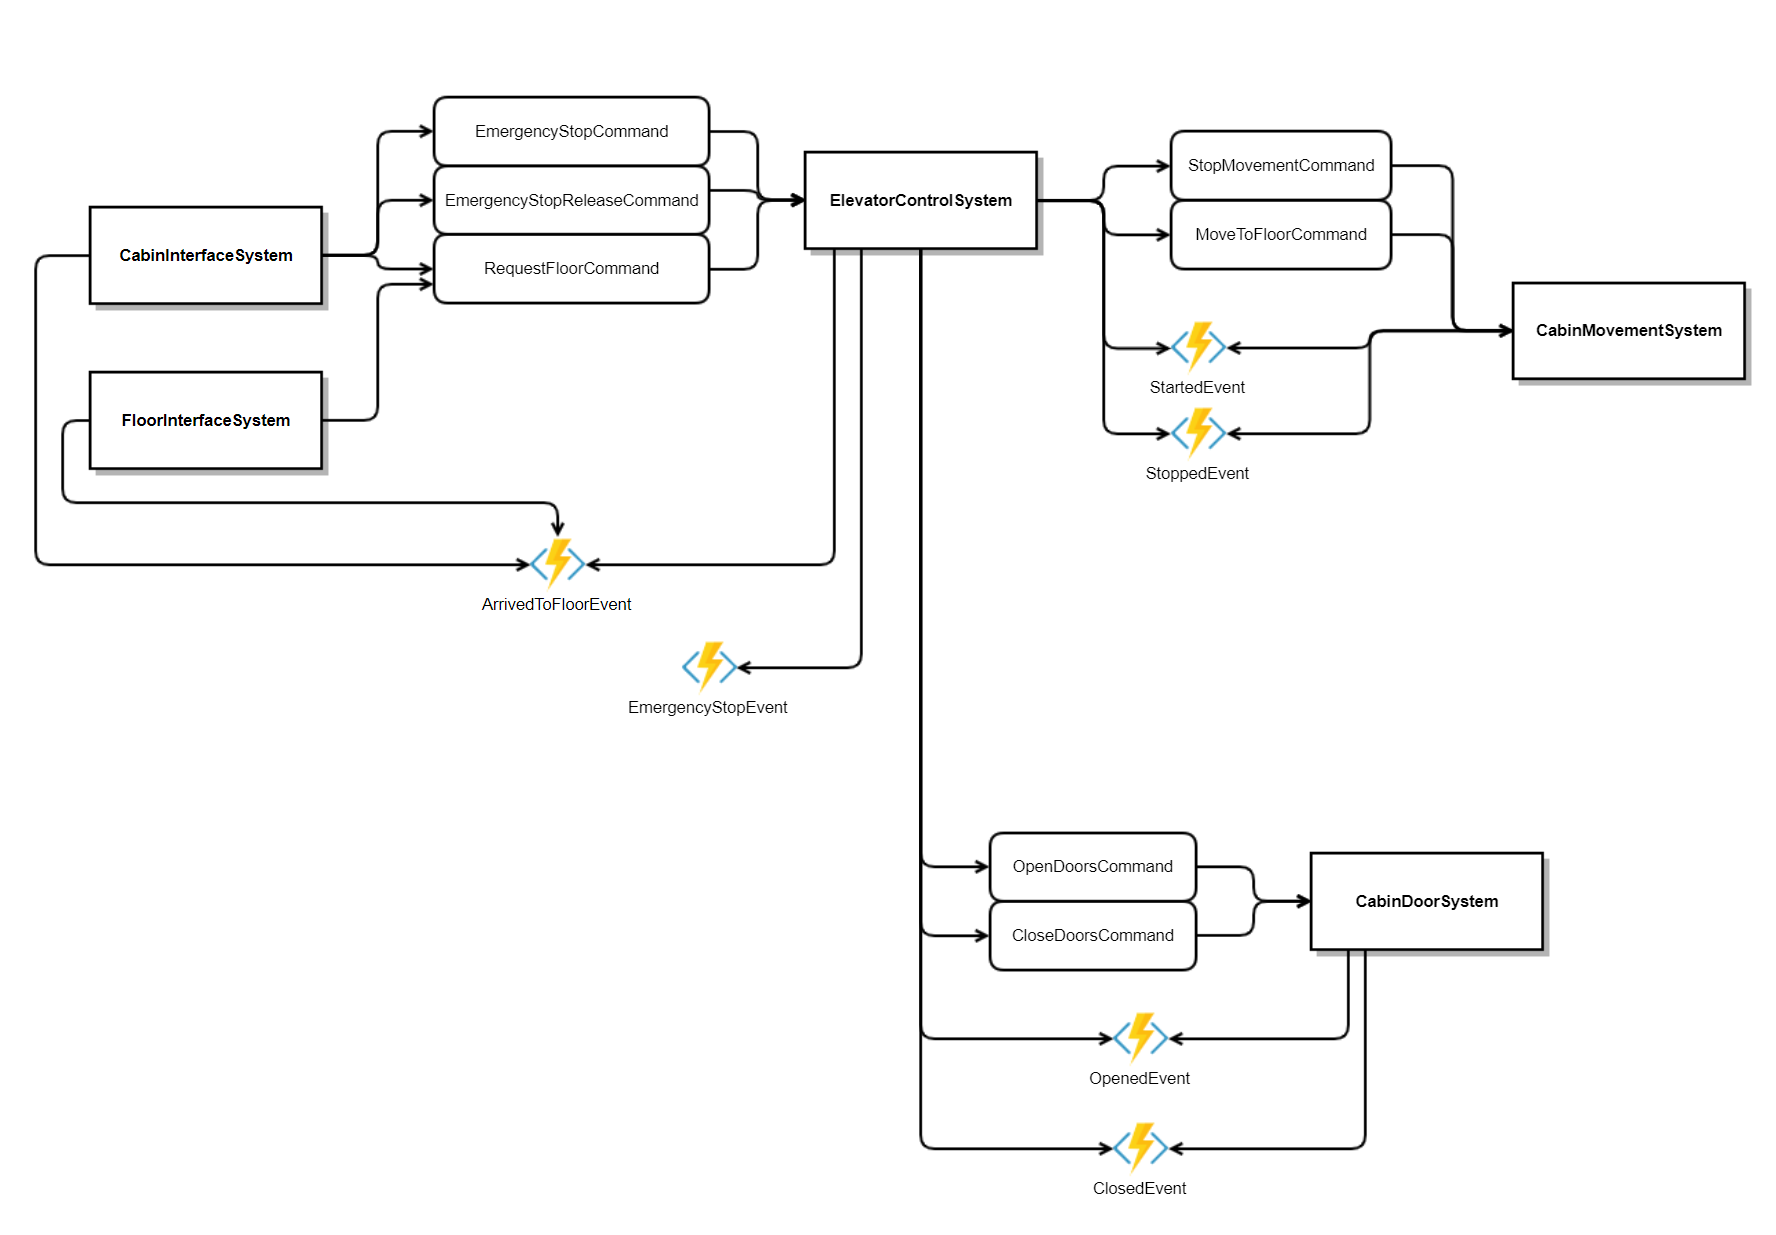 EmergencyStopCommand
EmergencyStopReleaseCommand
RequestFloorCommand
CabinInterfaceSystem
FloorInterfaceSystem
ElevatorControlSystem
StopMovementCommand
MoveToFloorCommand
CabinMovementSystem
StartedEvent
StoppedEvent
ArrivedToFloorEvent
EmergencyStopEvent
OpenDoorsCommand
CloseDoorsCommand
CabinDoorSystem
OpenedEvent
ClosedEvent